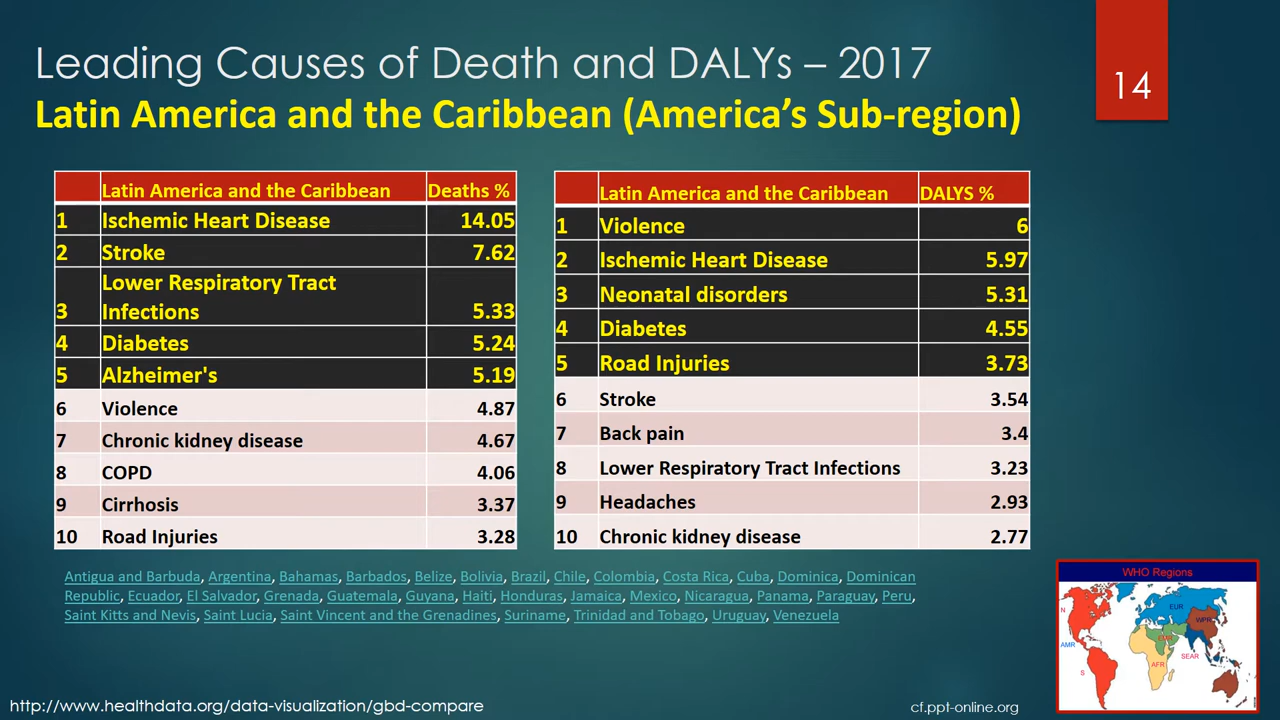 Leading Causes of Death and DALYs – 2017
Latin America and the Caribbean (America's Sub-region)
14
Latin America and the Caribbean Deaths %
1 Ischemic Heart Disease 14.05
2 Stroke 7.62
Lower Respiratory Tract
3 Infections 5.33
4 Diabetes 5.24
5 Alzheimer's 5.19
6 Violence 4.87
7 Chronic kidney disease 4.67
8 COPD 4.06
9 Cirrhosis 3.37
10 Road Injuries 3.28
Latin America and the Caribbean DALYS %
1 Violence 6
2 Ischemic Heart Disease 5.97
3 Neonatal disorders 5.31
4 Diabetes 4.55
5 Road Injuries 3.73
6 Stroke 3.54
7 Back pain 3.4
8 Lower Respiratory Tract Infections 3.23
9 Headaches 2.93
10 Chronic kidney disease 2.77
Antigua and Barbuda, Argentina, Bahamas, Barbados, Belize, Bolivia, Brazil, Chile, Colombia, Costa Rica, Cuba, Dominica, Dominican
Republic, Ecuador, El Salvador, Grenada, Guatemala, Guyana, Haiti, Honduras, Jamaica, Mexico, Nicaragua, Panama, Paraguay, Peru,
Saint Kitts and Nevis, Saint Lucia, Saint Vincent and the Grenadines, Suriname, Trinidad and Tobago, Uruguay, Venezuela
WHO Regions
N
EUR
WPR
EMR
AMR
SEAR
AFR
S
http://www.healthdata.org/data-visualization/gbd-compare
cf.ppt-online.org